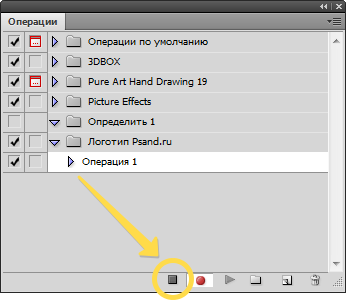 Операции
Операции по умолчанию
3DBOX
Pure Art Hand Drawing 19
Picture Effects
Определить 1
Логотип Psand.ru
Операция 1